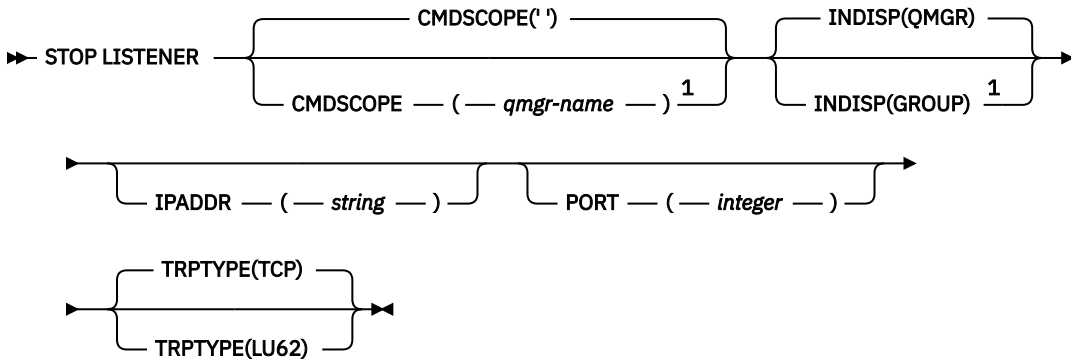 CMDSCOPE(' ') INDISP(QMGR)
STOP LISTENER
CMDSCOPE ( qmgr-name ) 1 INDISP(GROUP) 1
IPADDR ( string ) PORT ( integer )
TRPTYPE(TCP)
TRPTYPE(LU62)